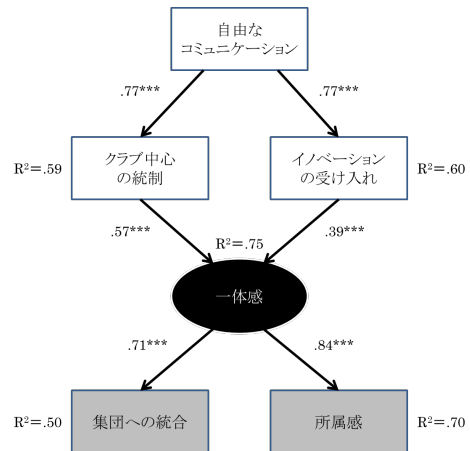 自由な
コミュニケーション
.77***
.77***
R²＝.59
クラブ中心
の統制
イノベーション
の受け入れ
R²＝.60
.57***
R²＝.75
.39***
一体感
.71***
.84***
R²＝.50
集団への統合
所属感
R²＝.70